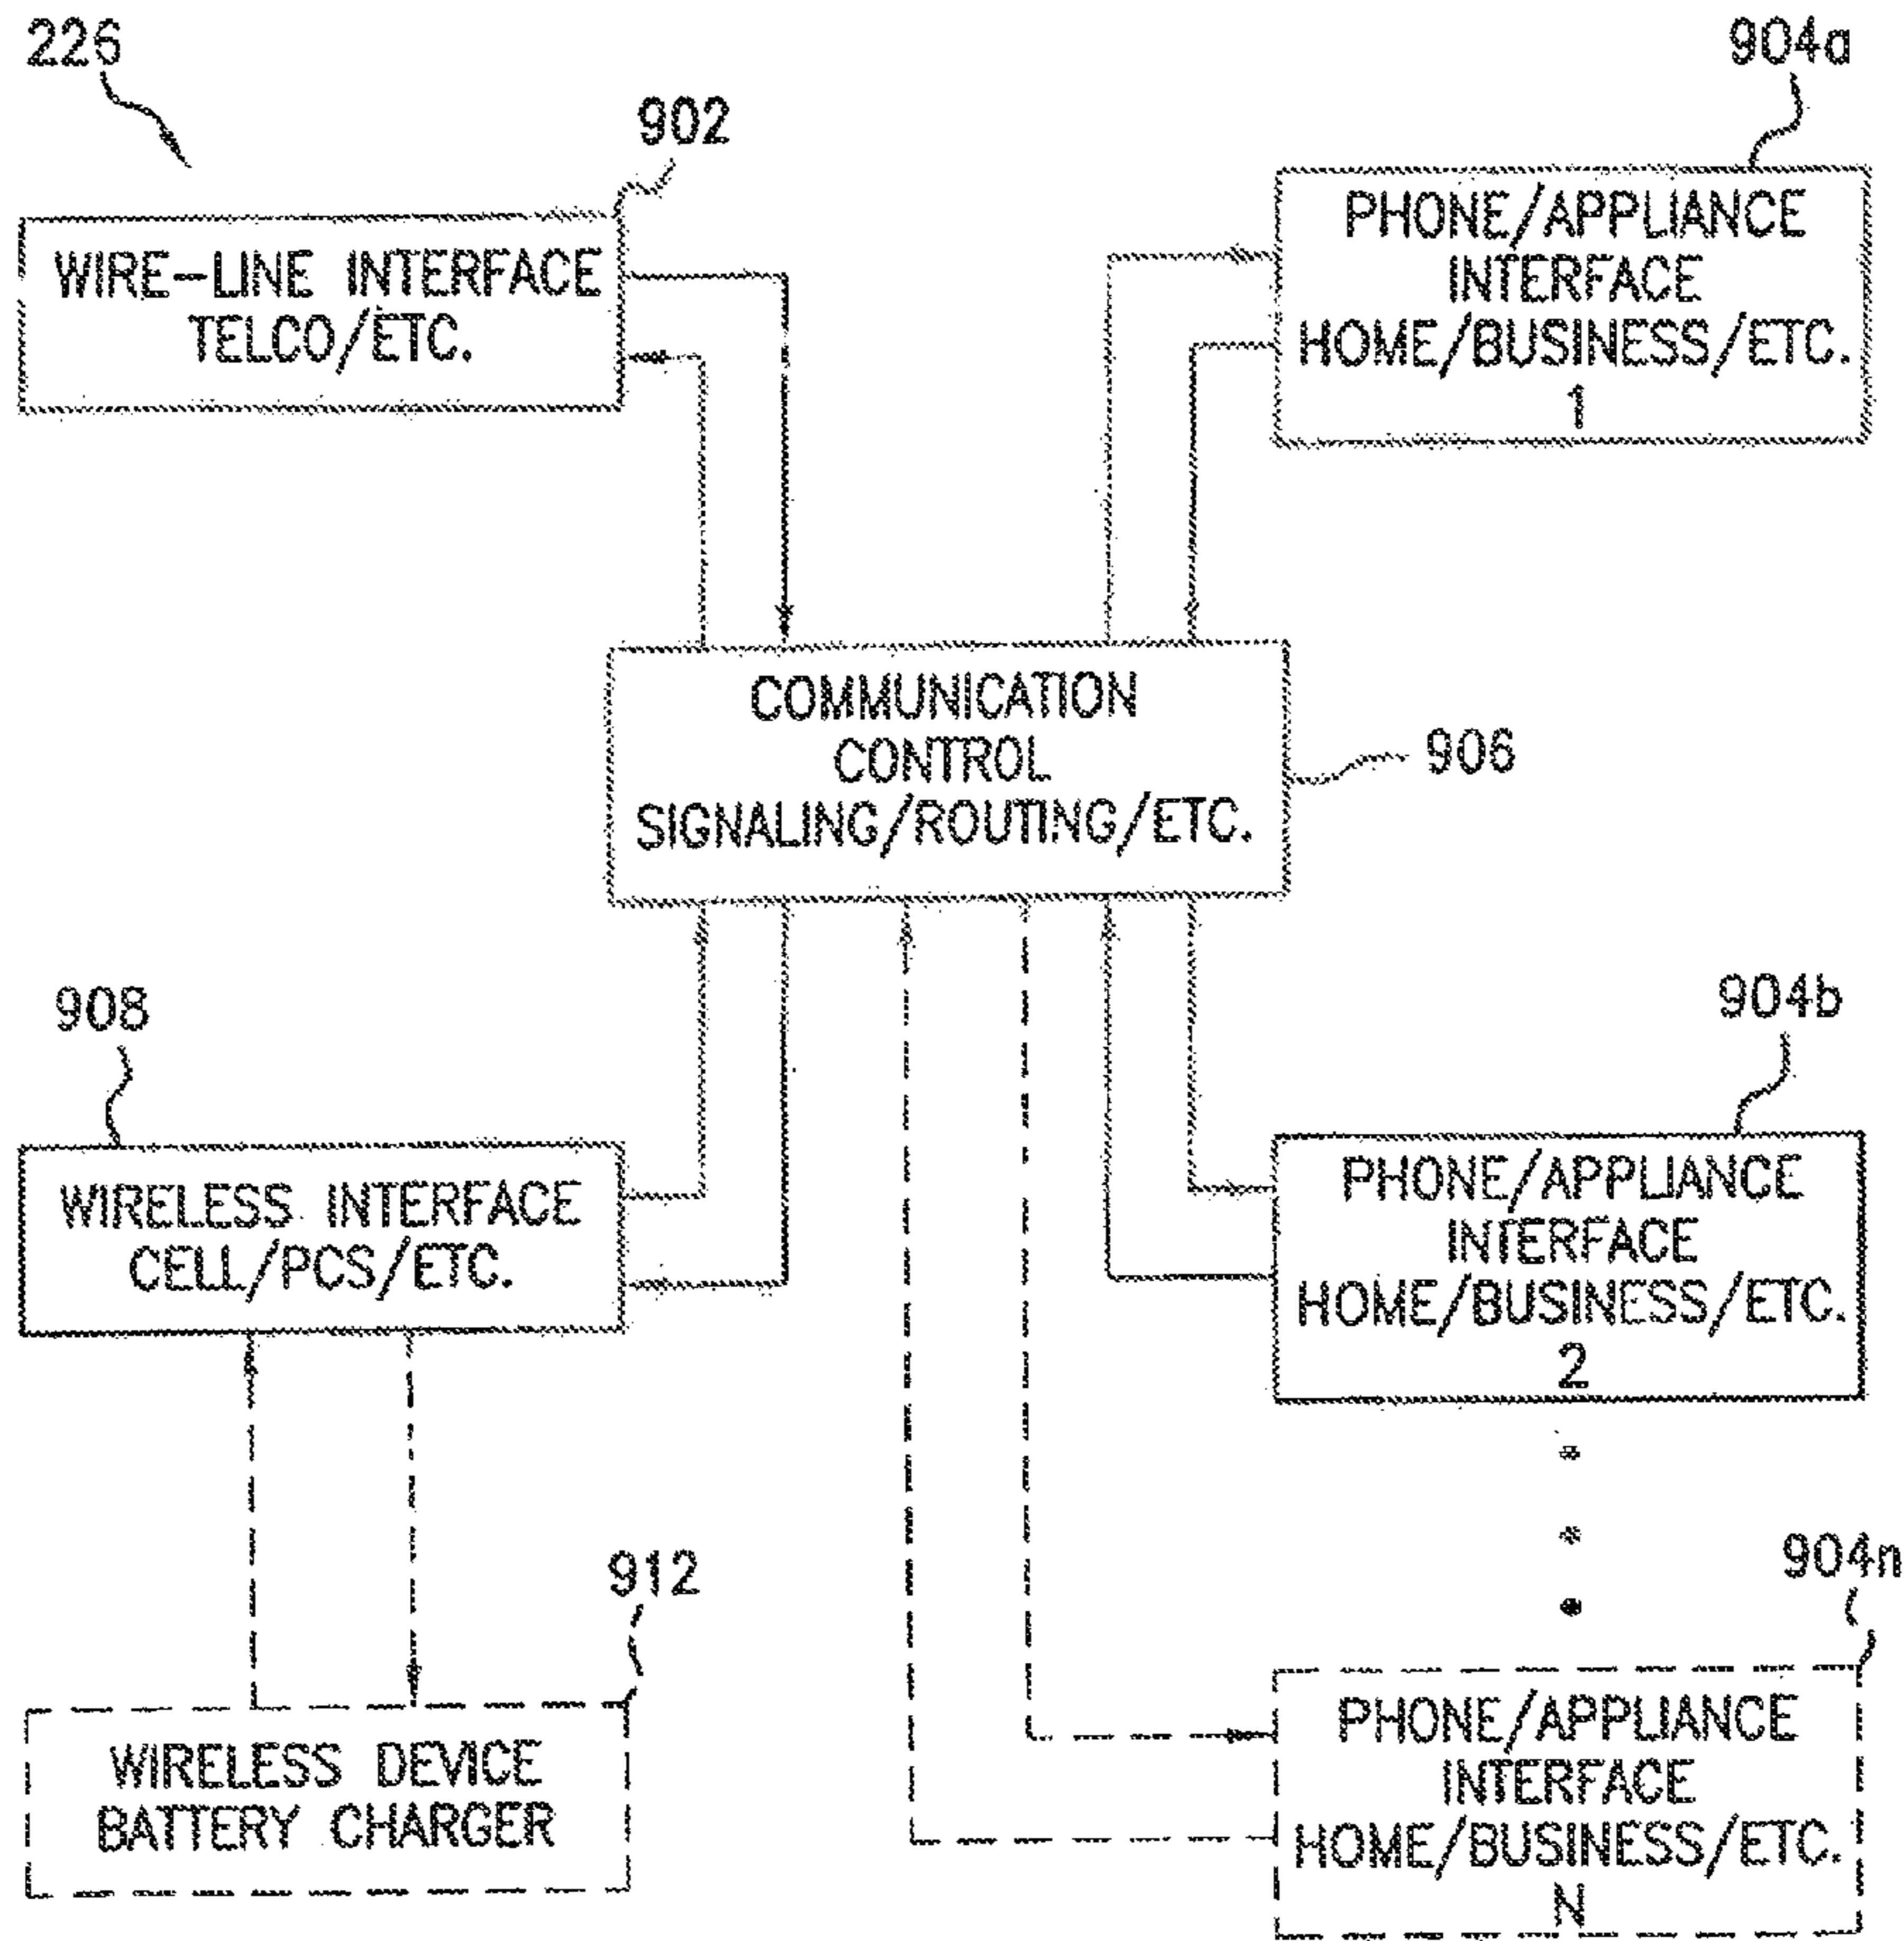 226
902
904a
WIRE-LINE INTERFACE
TELCO/ETC.
PHONE/APPLIANCE
INTERFACE
HOME/BUSINESS/ETC.
1
COMMUNICATION
CONTROL
SIGNALING/ROUTING/ETC.
906
908
904b
WIRELESS INTERFACE
CELL/PCS/ETC.
PHONE/APPLIANCE
INTERFACE
HOME/BUSINESS/ETC.
2
912
904n
WIRELESS DEVICE
BATTERY CHARGER
PHONE/APPLIANCE
INTERFACE
HOME/BUSINESS/ETC.
N